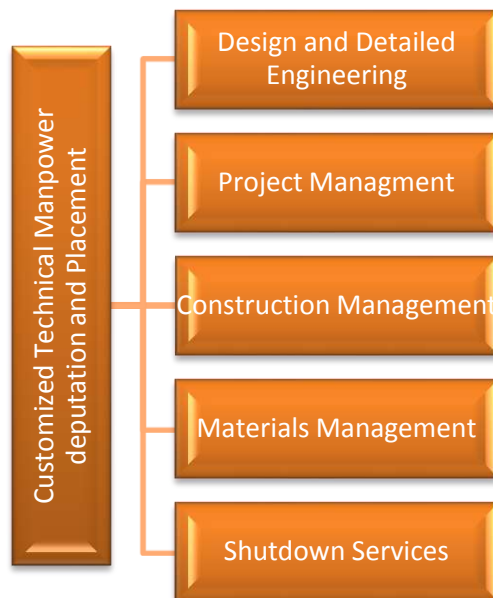 Customized Technical Manpower
deputation and Placement
Design and Detailed
Engineering
Project Managment
Construction Management
Materials Management
Shutdown Services